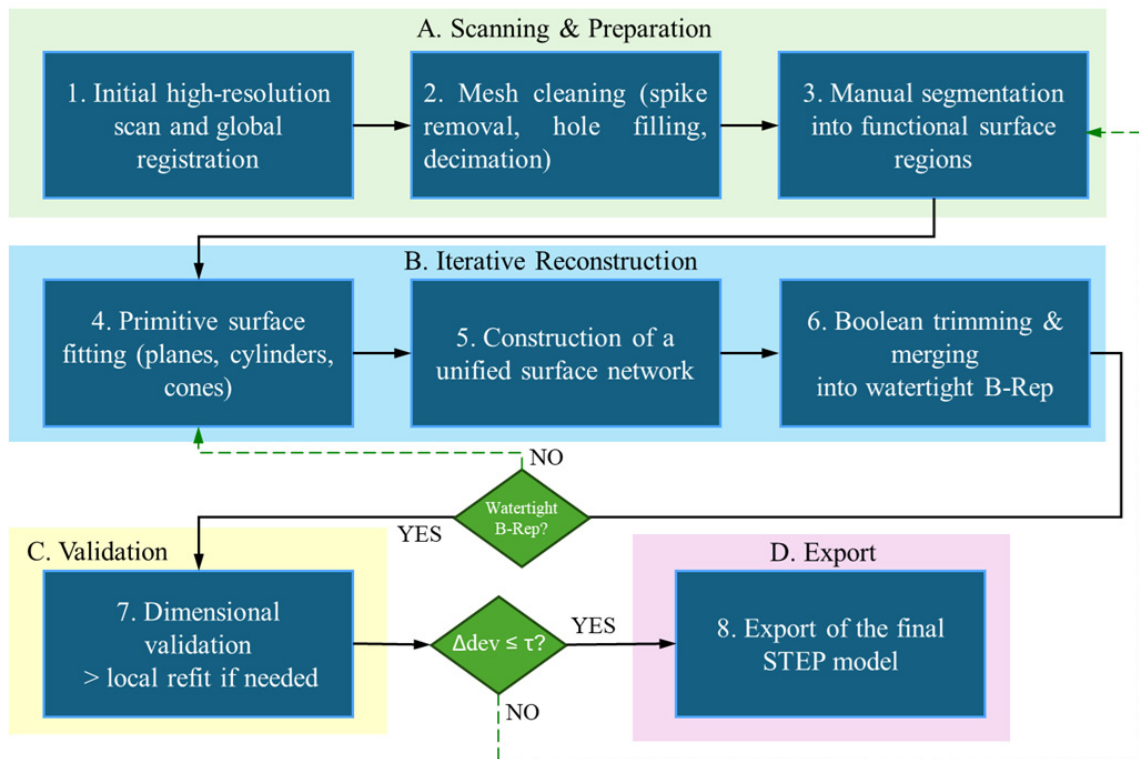 A. Scanning & Preparation
1. Initial high-resolution
scan and global
registration
2. Mesh cleaning (spike
removal, hole filling,
decimation)
3. Manual segmentation
into functional surface
regions
B. Iterative Reconstruction
4. Primitive surface
fitting (planes, cylinders,
cones)
5. Construction of a
unified surface network
6. Boolean trimming &
merging
into watertight B-Rep
NO
Watertight
B-Rep?
YES
C. Validation
7. Dimensional
validation
> local refit if needed
Δdev ≤ τ?
YES
NO
D. Export
8. Export of the final
STEP model